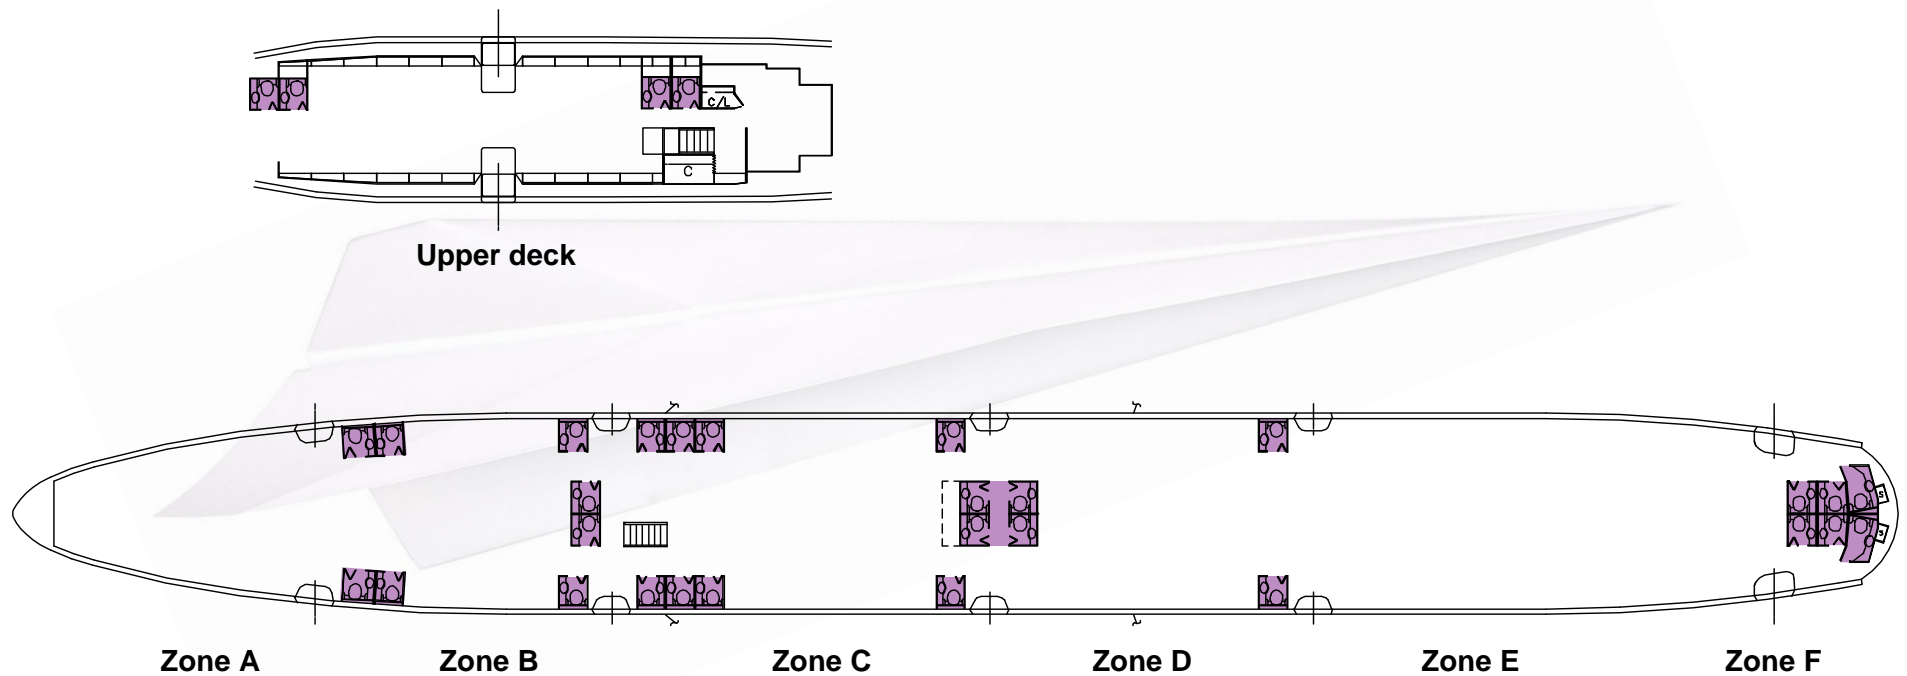 C/L
C
Upper deck
S
S
Zone A Zone B Zone C Zone D Zone E Zone F